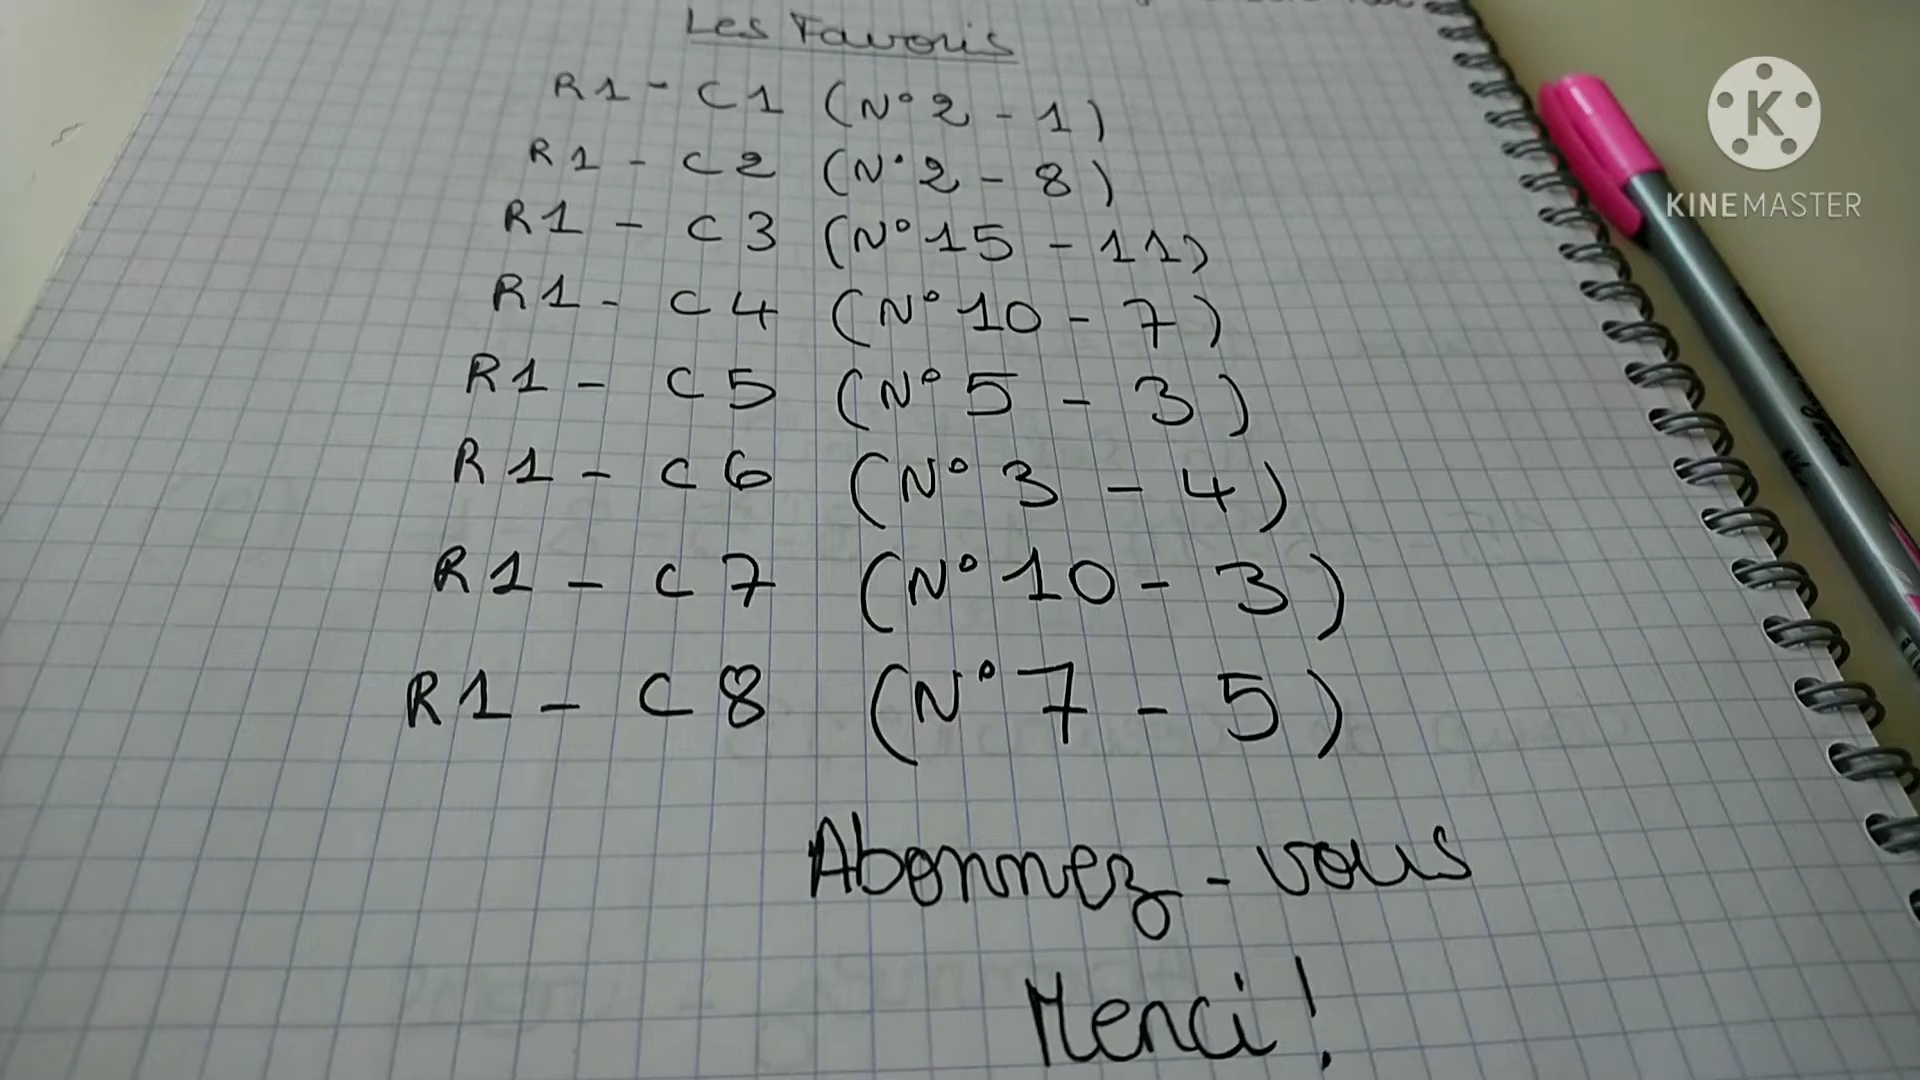 Les Favoris
R1 - C1 (N° 2 - 1)
R1 - C2 (N° 2 - 8)
R1 - C3 (N° 15 - 11)
R1 - C4 (N° 10 - 7)
R1 - C5 (N° 5 - 3)
R1 - C6 (N° 3 - 4)
R1 - C7 (N° 10 - 3)
R1 - C8 (N° 7 - 5)
Abonnez-vous
Merci !
K
KINEMASTER